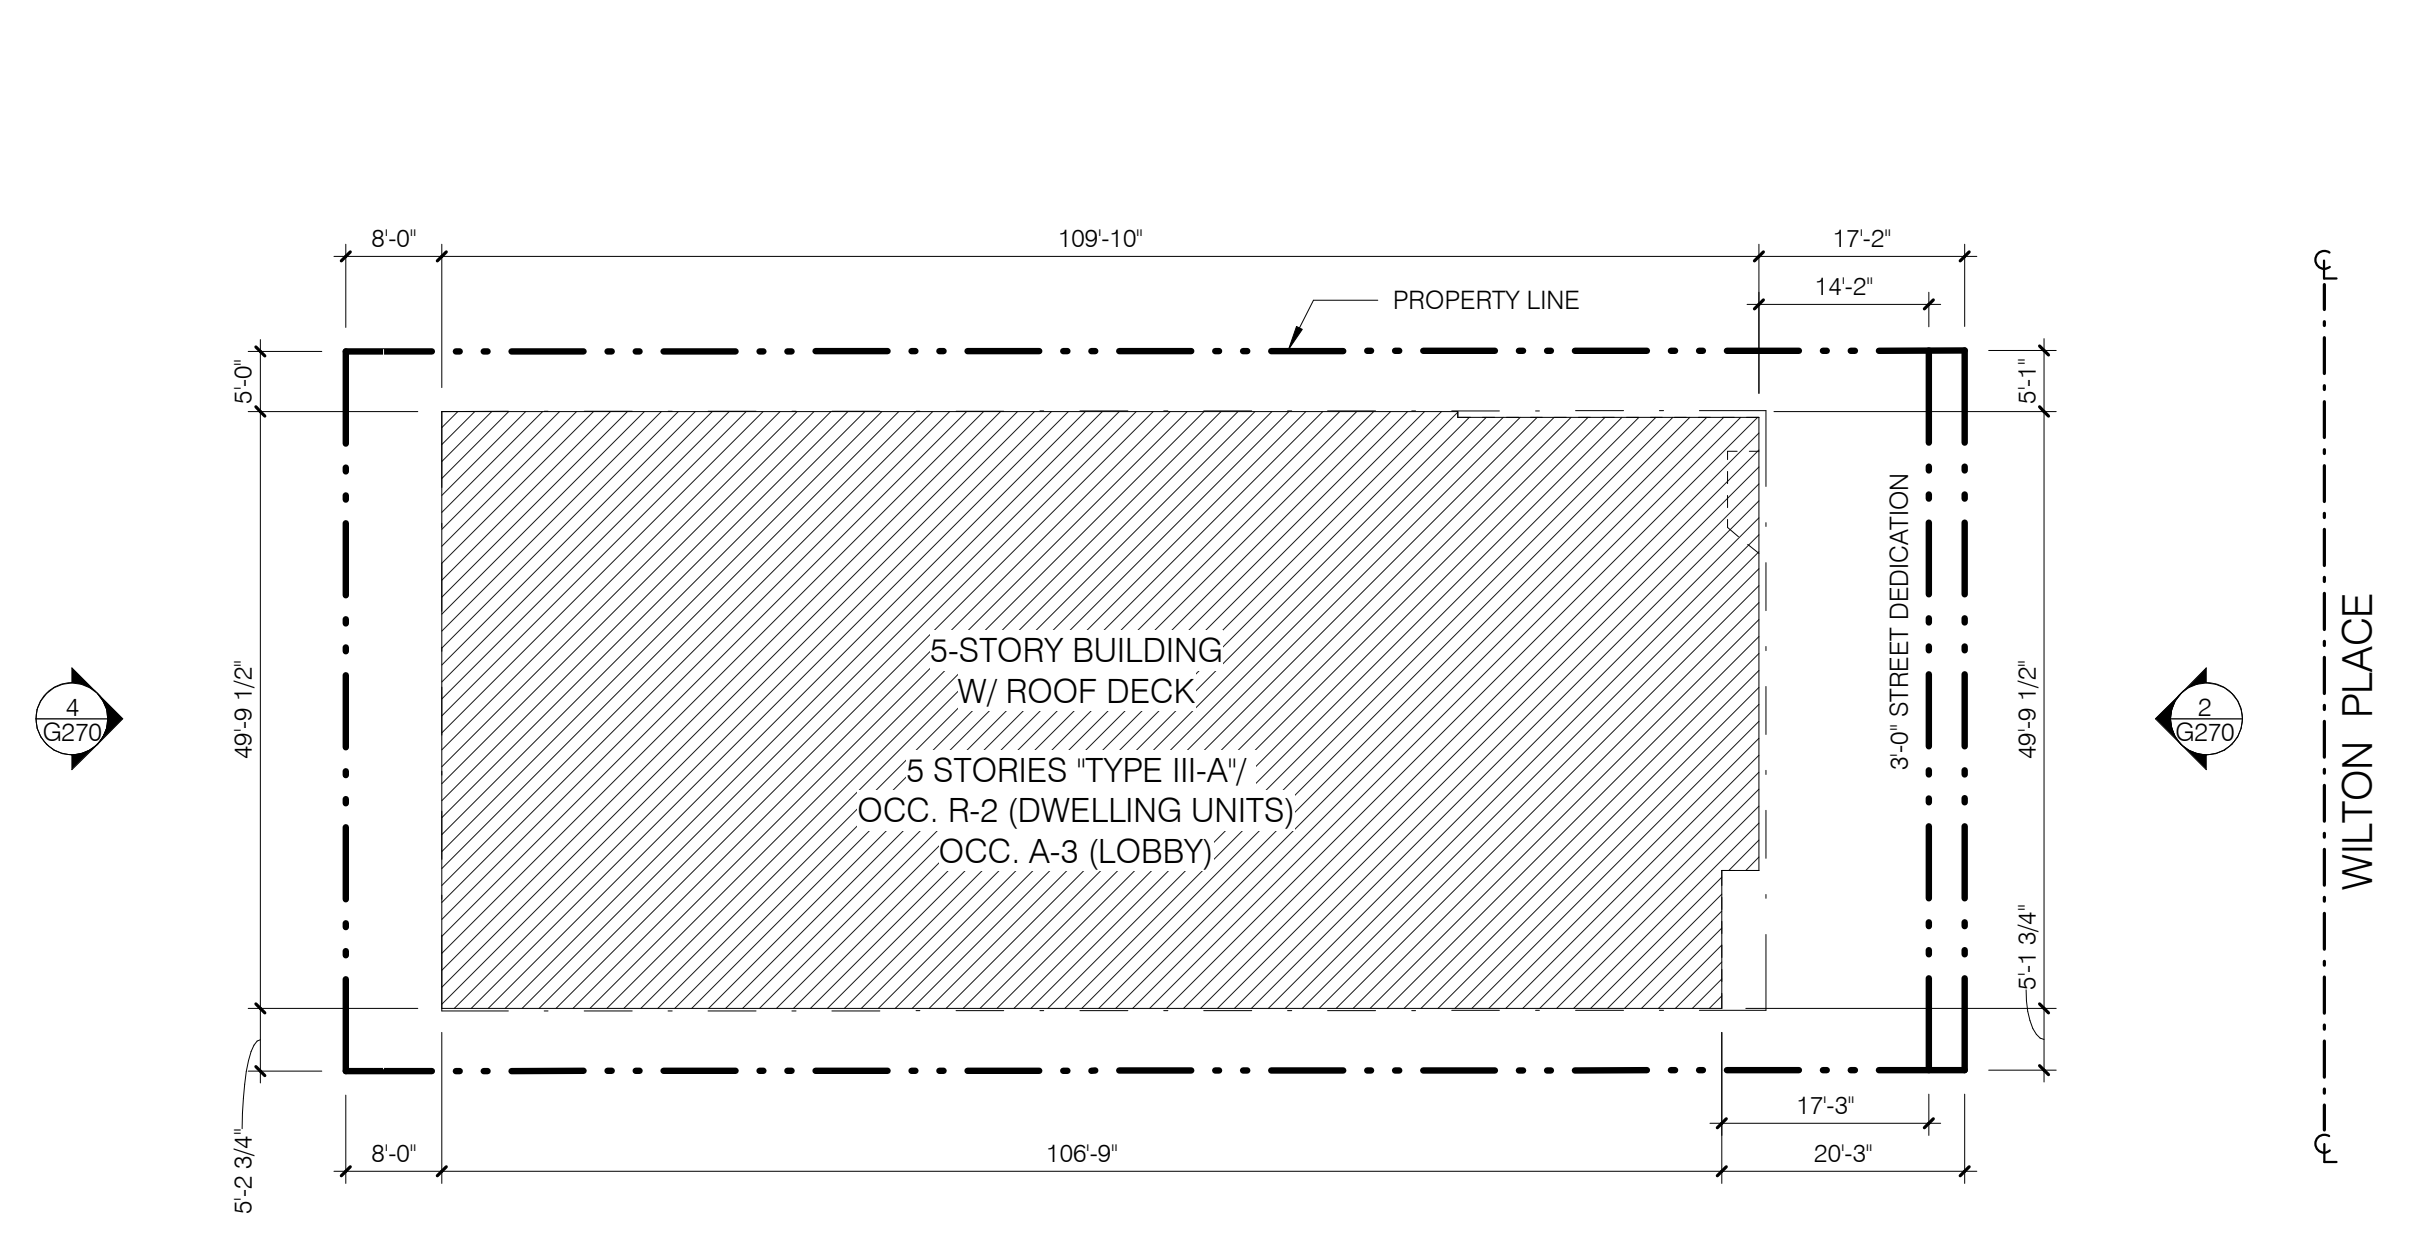 8'-0"
109'-10"
17'-2"
14'-2"
PROPERTY LINE
5'-0"
5'-1"
3'-0" STREET DEDICATION
5-STORY BUILDING
W/ ROOF DECK
5 STORIES "TYPE III-A"/
OCC. R-2 (DWELLING UNITS)
OCC. A-3 (LOBBY)
49'-9 1/2"
49'-9 1/2"
4
G270
2
G270
WILTON PLACE
5'-1 3/4"
5'-2 3/4"
17'-3"
8'-0"
106'-9"
20'-3"
℄
℄